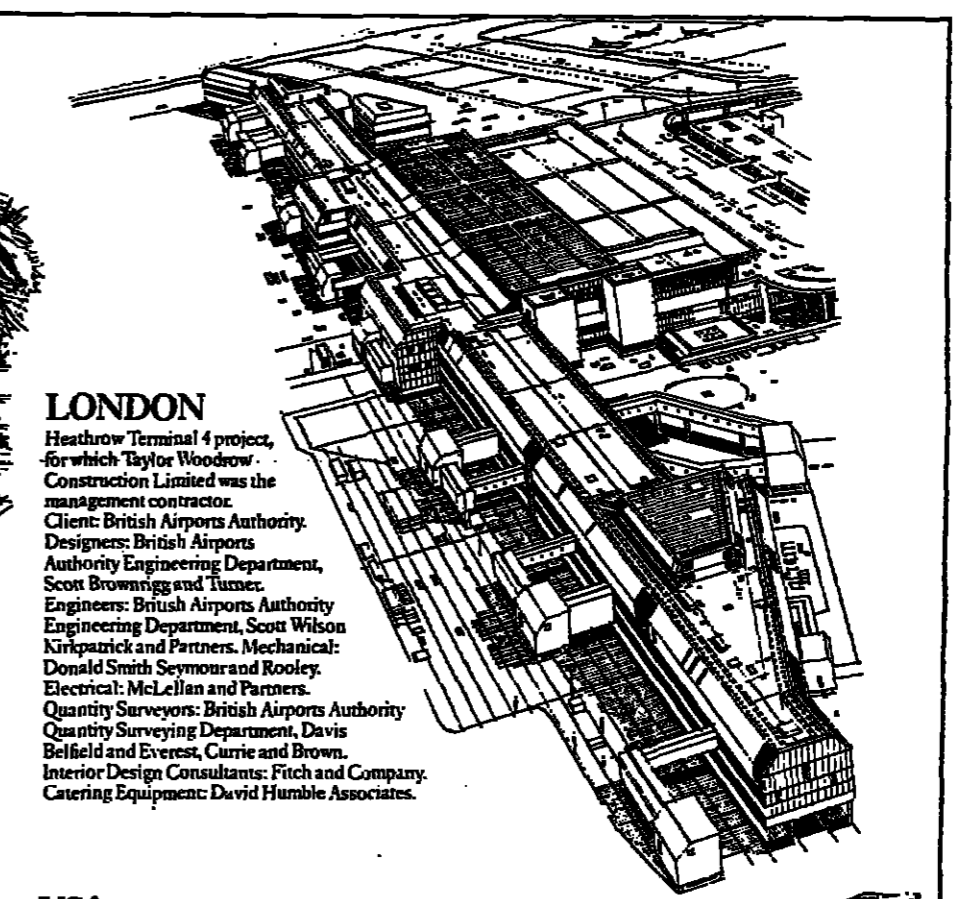 LONDON
Heathrow Terminal 4 project,
for which Taylor Woodrow
Construction Limited was the
management contractor.
Client: British Airports Authority.
Designers: British Airports
Authority Engineering Department,
Scott Brownrigg and Turner.
Engineers: British Airports Authority
Engineering Department, Scott Wilson
Kirkpatrick and Partners. Mechanical:
Donald Smith Seymour and Rooley.
Electrical: McLellan and Partners.
Quantity Surveyors: British Airports Authority
Quantity Surveying Department, Davis
Belfield and Everest, Currie and Brown.
Interior Design Consultants: Fitch and Company.
Catering Equipment: David Humble Associates.